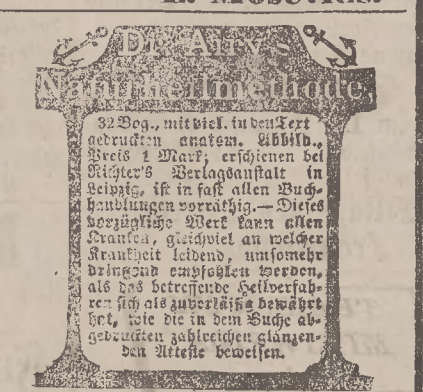 Dr. Airy's
Naturheilmethode,
32 Bog., mit viel. in den Text
gedruckten anatom. Abbild.,
Preis 1 Mark; erschienen bei
Richter's Verlagsanstalt in
Leipzig, ist in fast allen Buch-
handlungen vorräthig. — Dieses
vorzügliche Werk kann allen
Kranken, gleichviel an welcher
Krankheit leidend, umsomehr
dringend empfohlen werden,
als das betreffende Heilverfah-
ren sich als zuverläßig bewährt
hat, wie die in dem Buche ab-
gedruckten zahlreichen glänzen-
den Atteste beweisen.